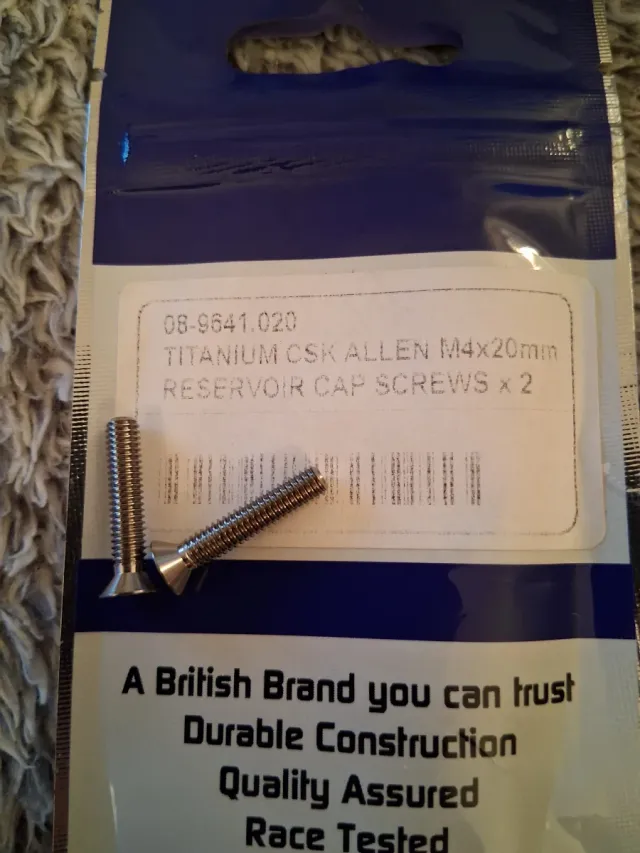 08-9641.020
TITANIUM CSK ALLEN M4x20mm
RESERVOIR CAP SCREWS x 2
A British Brand you can trust
Durable Construction
Quality Assured
Race Tested